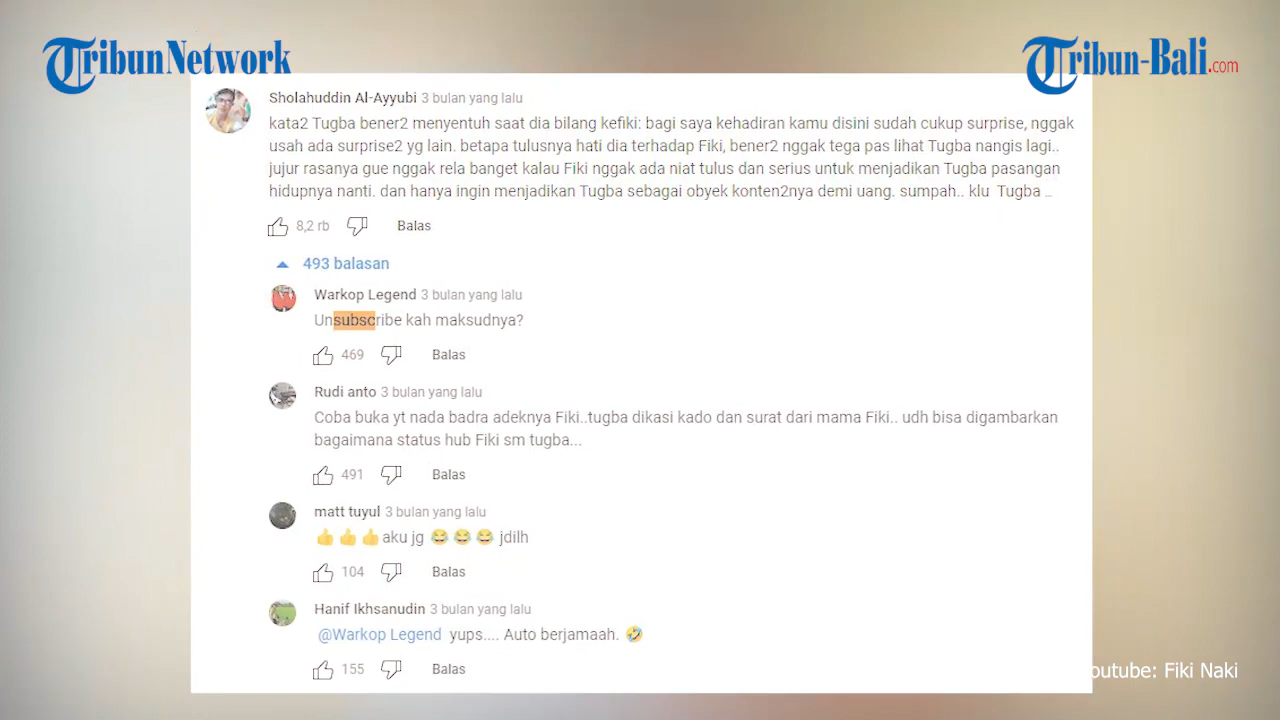 Tribun Network
Tribun-Bali.com
Sholahuddin Al-Ayyubi 3 bulan yang lalu
kata2 Tugba bener2 menyentuh saat dia bilang kefiki: bagi saya kehadiran kamu disini sudah cukup surprise, nggak
usah ada surprise2 yg lain. betapa tulusnya hati dia terhadap Fiki, bener2 nggak tega pas lihat Tugba nangis lagi..
jujur rasanya gue nggak rela banget kalau Fiki nggak ada niat tulus dan serius untuk menjadikan Tugba pasangan
hidupnya nanti. dan hanya ingin menjadikan Tugba sebagai obyek konten2nya demi uang. sumpah.. klu Tugba ..
8,2 rb Balas
493 balasan
Warkop Legend 3 bulan yang lalu
Unsubscribe kah maksudnya?
469 Balas
Rudi anto 3 bulan yang lalu
Coba buka yt nada badra adeknya Fiki..tugba dikasi kado dan surat dari mama Fiki.. udh bisa digambarkan
bagaimana status hub Fiki sm tugba...
491 Balas
matt tuyul 3 bulan yang lalu
👍 👍 👍 aku jg 😂 😂 😂 jdilh
104 Balas
Hanif Ikhsanudin 3 bulan yang lalu
@Warkop Legend yups.... Auto berjamaah. 🤣
155 Balas
outube: Fiki Naki